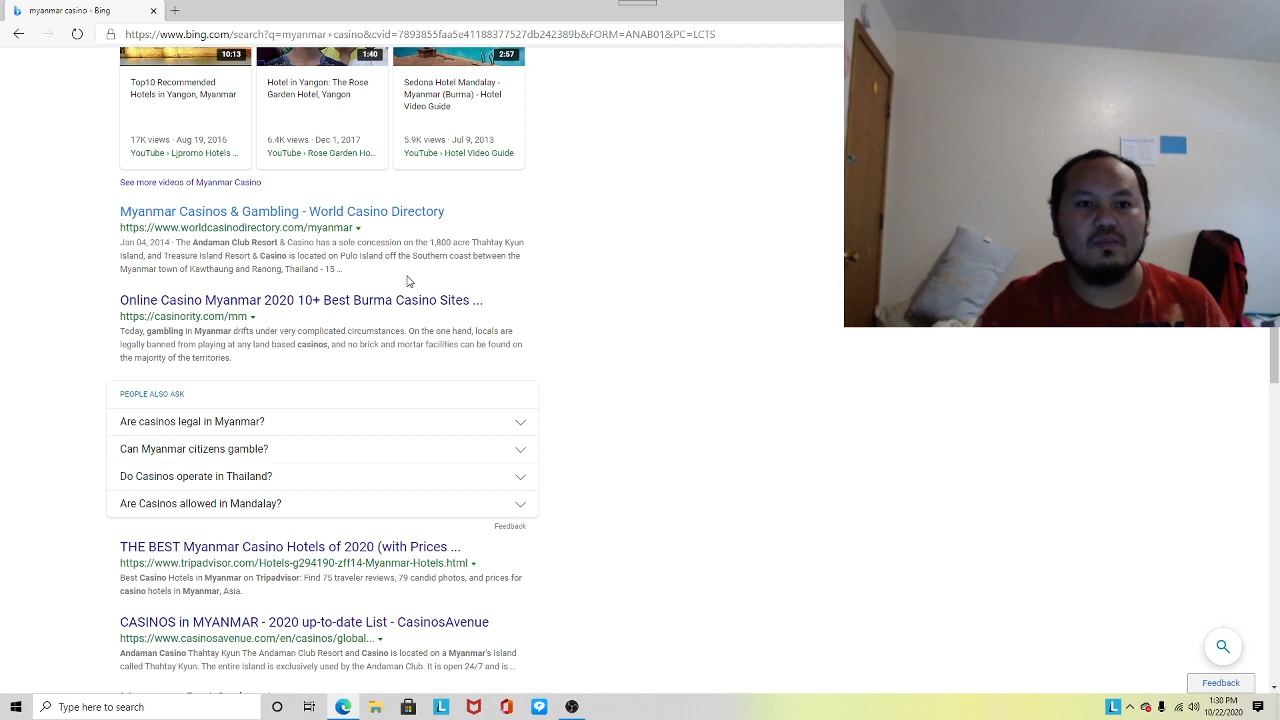 myanmar casino - Bing
https://www.bing.com/search?q=myanmar+casino&cvid=7893855faa5e41188377527db242389b&FORM=ANAB01&PC=LCTS
10:13
1:40
2:57
Top10 Recommended
Hotels in Yangon, Myanmar
17K views · Aug 19, 2016
YouTube › Ljpromo Hotels ...
Hotel in Yangon: The Rose
Garden Hotel, Yangon
6.4K views · Dec 1, 2017
YouTube › Rose Garden Ho...
Sedona Hotel Mandalay -
Myanmar (Burma) - Hotel
Video Guide
5.9K views · Jul 9, 2013
YouTube › Hotel Video Guide
See more videos of Myanmar Casino
Myanmar Casinos & Gambling - World Casino Directory
https://www.worldcasinodirectory.com/myanmar
Jan 04, 2014 · The Andaman Club Resort & Casino has a sole concession on the 1,800 acre Thahtay Kyun
Island, and Treasure Island Resort & Casino is located on Pulo Island off the Southern coast between the
Myanmar town of Kawthaung and Ranong, Thailand - 15 ...
Online Casino Myanmar 2020 10+ Best Burma Casino Sites ...
https://casinority.com/mm
Today, gambling in Myanmar drifts under very complicated circumstances. On the one hand, locals are
legally banned from playing at any land based casinos, and no brick and mortar facilities can be found on
the majority of the territories.
PEOPLE ALSO ASK
Are casinos legal in Myanmar?
Can Myanmar citizens gamble?
Do Casinos operate in Thailand?
Are Casinos allowed in Mandalay?
Feedback
THE BEST Myanmar Casino Hotels of 2020 (with Prices ...
https://www.tripadvisor.com/Hotels-g294190-zff14-Myanmar-Hotels.html
Best Casino Hotels in Myanmar on Tripadvisor: Find 75 traveler reviews, 79 candid photos, and prices for
casino hotels in Myanmar, Asia.
CASINOS in MYANMAR - 2020 up-to-date List - CasinosAvenue
https://www.casinosavenue.com/en/casinos/global...
Andaman Casino Thahtay Kyun The Andaman Club Resort and Casino is located on a Myanmar's Island
called Thahtay Kyun. The entire Island is exclusively used by the Andaman Club. It is open 24/7 and is ...
Feedback
Type here to search
L
L
1:30 PM
10/22/2020